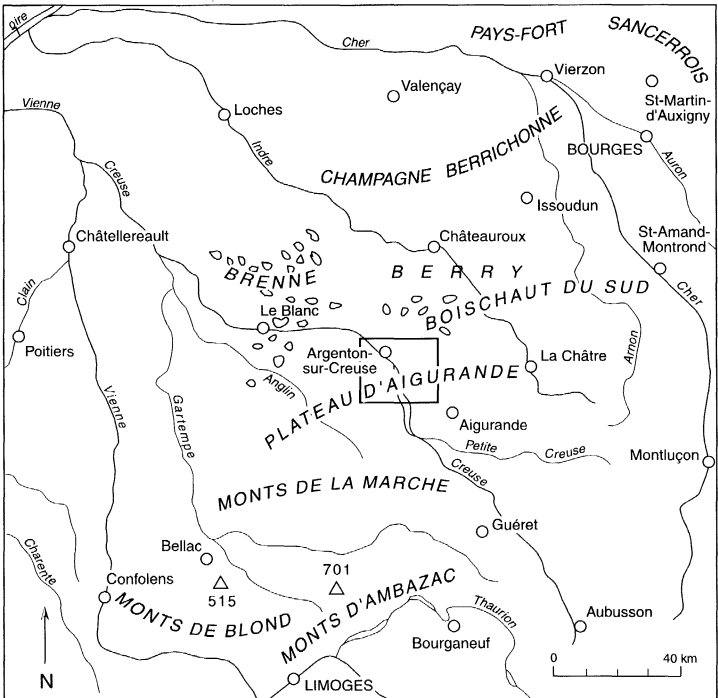 oire
Cher
PAYS-FORT
SANCERROIS
Vierzon
Valençay
St-Martin-
d'Auxigny
Vienne
Loches
Indre
CHAMPAGNE BERRICHONNE
BOURGES
Auron
Creuse
Issoudun
St-Amand-
Montrond
Châtellereault
Châteauroux
BRENNE
BERRY
Clain
BOISCHAUT DU SUD
Cher
Le Blanc
Poitiers
Argenton-
sur-Creuse
La Châtre
Arnon
Anglin
PLATEAU D'AIGURANDE
Vienne
Gartempe
Aigurande
Petite Creuse
Montluçon
Creuse
MONTS DE LA MARCHE
Guéret
Charente
Bellac
701
Confolens
515
MONTS DE BLOND
MONTS D'AMBAZAC
Thaurion
Aubusson
Bourganeuf
N
LIMOGES
0 40 km